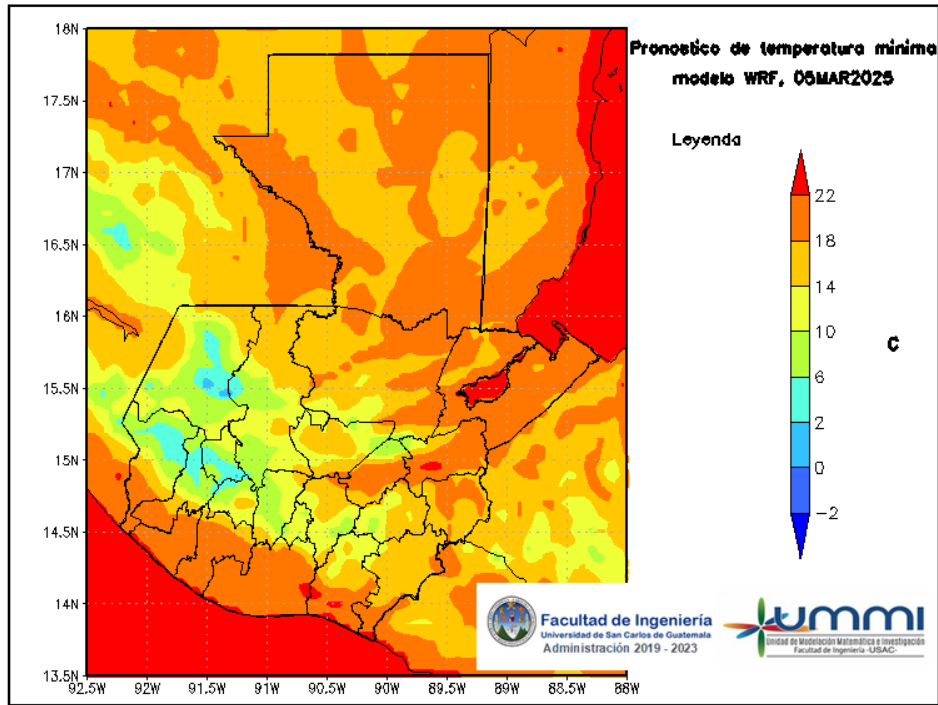 Pronostico de temperatura minima
modelo WRF, 05MAR2025
Leyenda
22
18
14
10
6
2
0
-2
C
18N
17.5N
17N
16.5N
16N
15.5N
15N
14.5N
14N
13.5N
92.5W
92W
91.5W
91W
90.5W
90W
89.5W
89W
88.5W
88W
Facultad de Ingeniería
Universidad de San Carlos de Guatemala
Administración 2019 - 2023
ummi
Unidad de Modelación Matemática e Investigación
Facultad de Ingeniería -USAC-